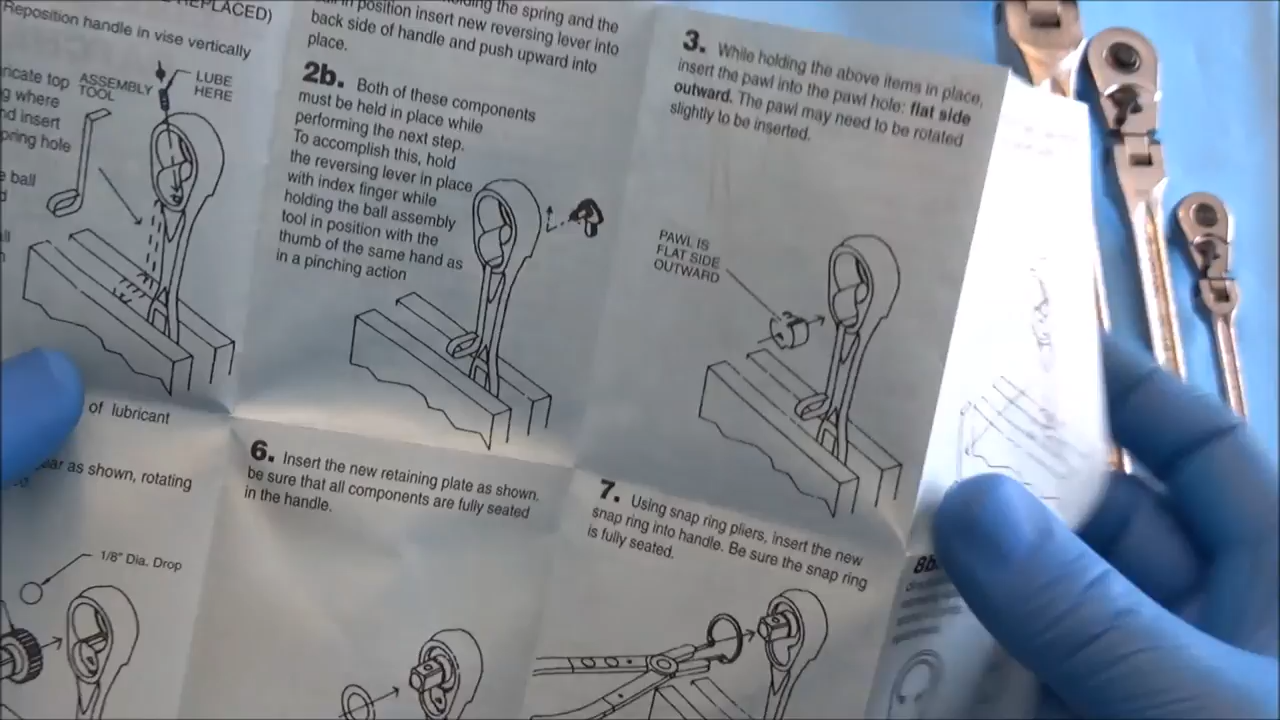 REPLACED)
Reposition handle in vise vertically
top
where
insert
pring hole
ball
ASSEMBLY
TOOL
LUBE
HERE
of lubricant
ear as shown, rotating
1/8" Dia. Drop
the spring and the
position insert new reversing lever into
back side of handle and push upward into
place.
2b. Both of these components
must be held in place while
performing the next step.
To accomplish this, hold
the reversing lever in place
with index finger while
holding the ball assembly
tool in position with the
thumb of the same hand as
in a pinching action
3. While holding the above items in place,
insert the pawl into the pawl hole: flat side
outward. The pawl may need to be rotated
slightly to be inserted.
PAWL IS
FLAT SIDE
OUTWARD
6. Insert the new retaining plate as shown.
be sure that all components are fully seated
in the handle.
7. Using snap ring pliers, insert the new
snap ring into handle. Be sure the snap ring
is fully seated.
8b.